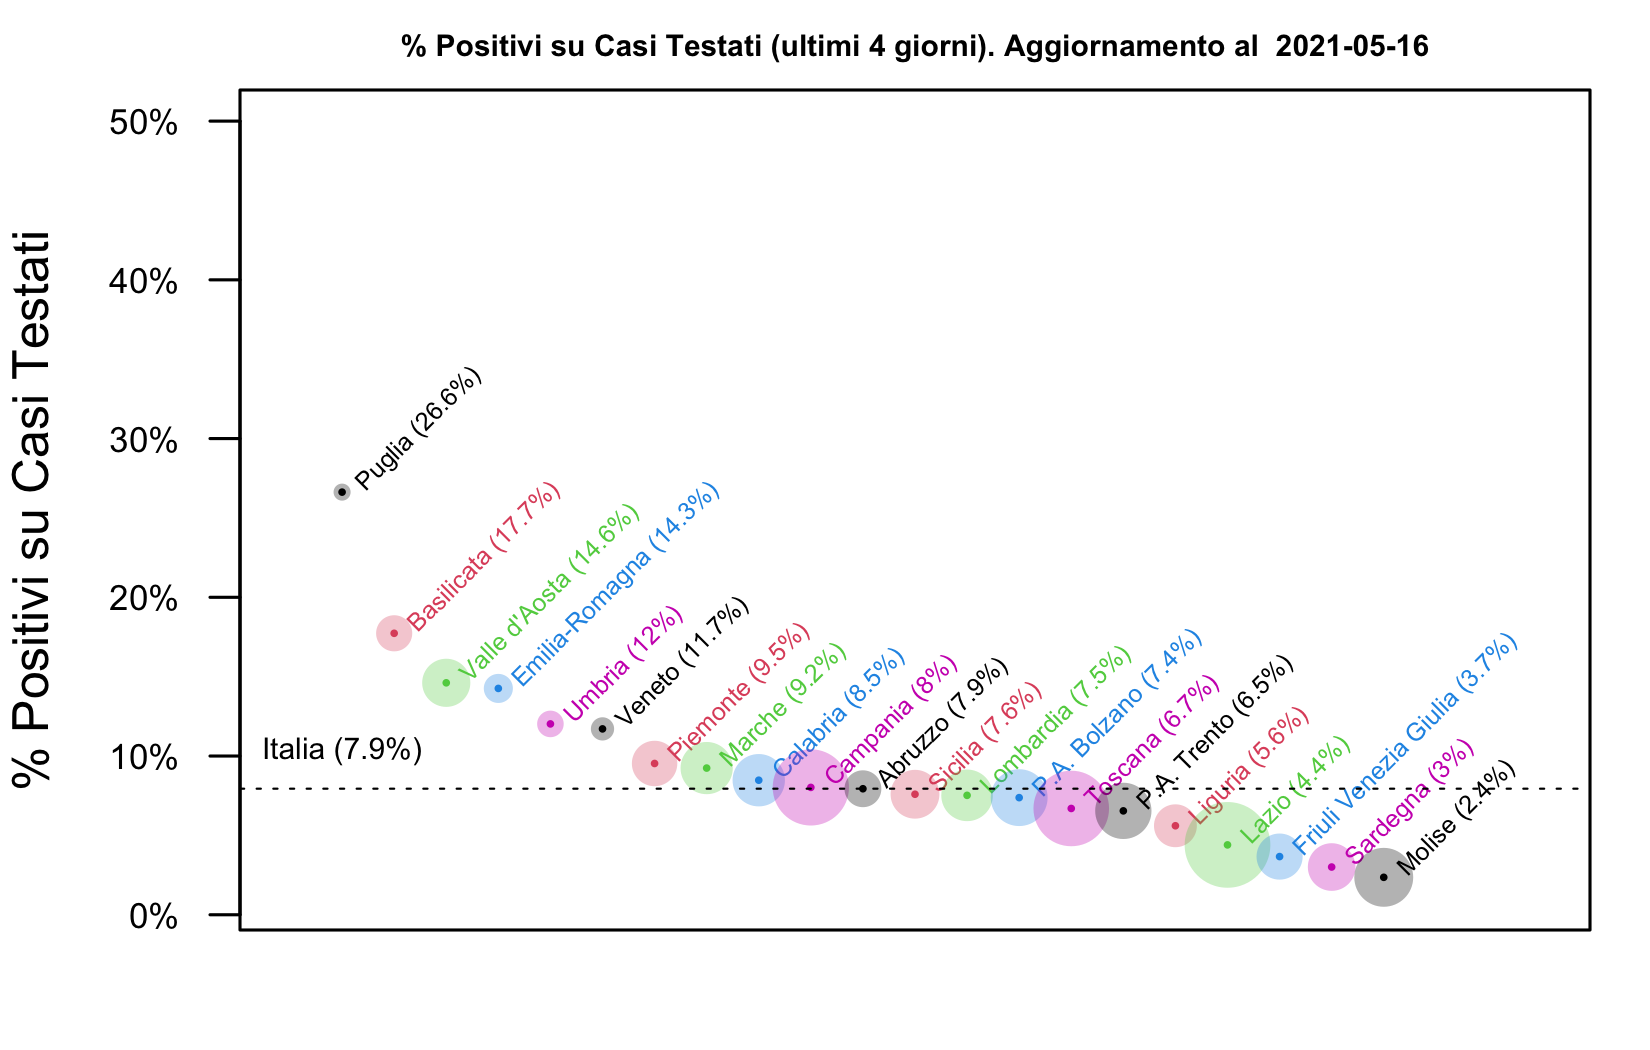 % Positivi su Casi Testati (ultimi 4 giorni). Aggiornamento al 2021-05-16
% Positivi su Casi Testati
50%
40%
30%
20%
10%
0%
Italia (7.9%)
Puglia (26.6%)
Basilicata (17.7%)
Valle d'Aosta (14.6%)
Emilia-Romagna (14.3%)
Umbria (12%)
Veneto (11.7%)
Piemonte (9.5%)
Marche (9.2%)
Calabria (8.5%)
Campania (8%)
Abruzzo (7.9%)
Sicilia (7.6%)
Lombardia (7.5%)
P.A. Bolzano (7.4%)
Toscana (6.7%)
P.A. Trento (6.5%)
Liguria (5.6%)
Lazio (4.4%)
Friuli Venezia Giulia (3.7%)
Sardegna (3%)
Molise (2.4%)